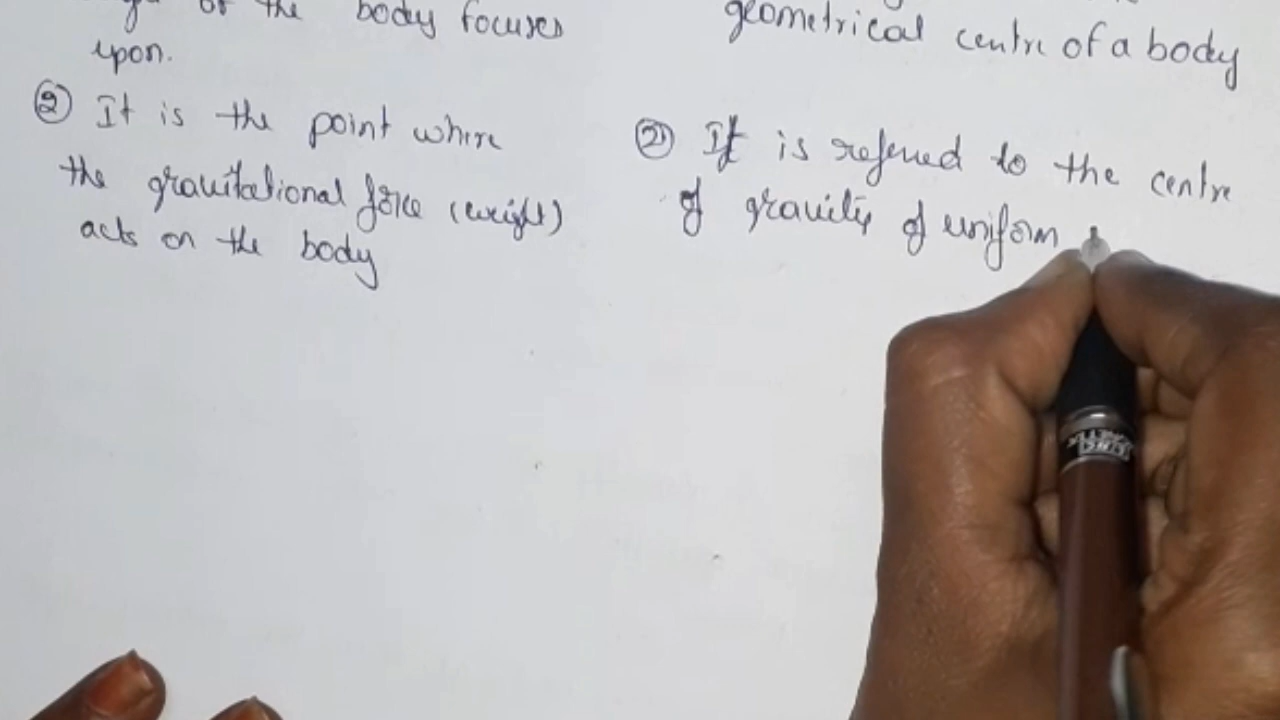 of the body focuses
upon.
② It is the point where
the gravitational force (weight)
acts on the body
geometrical centre of a body
② It is referred to the centre
of gravity of uniform